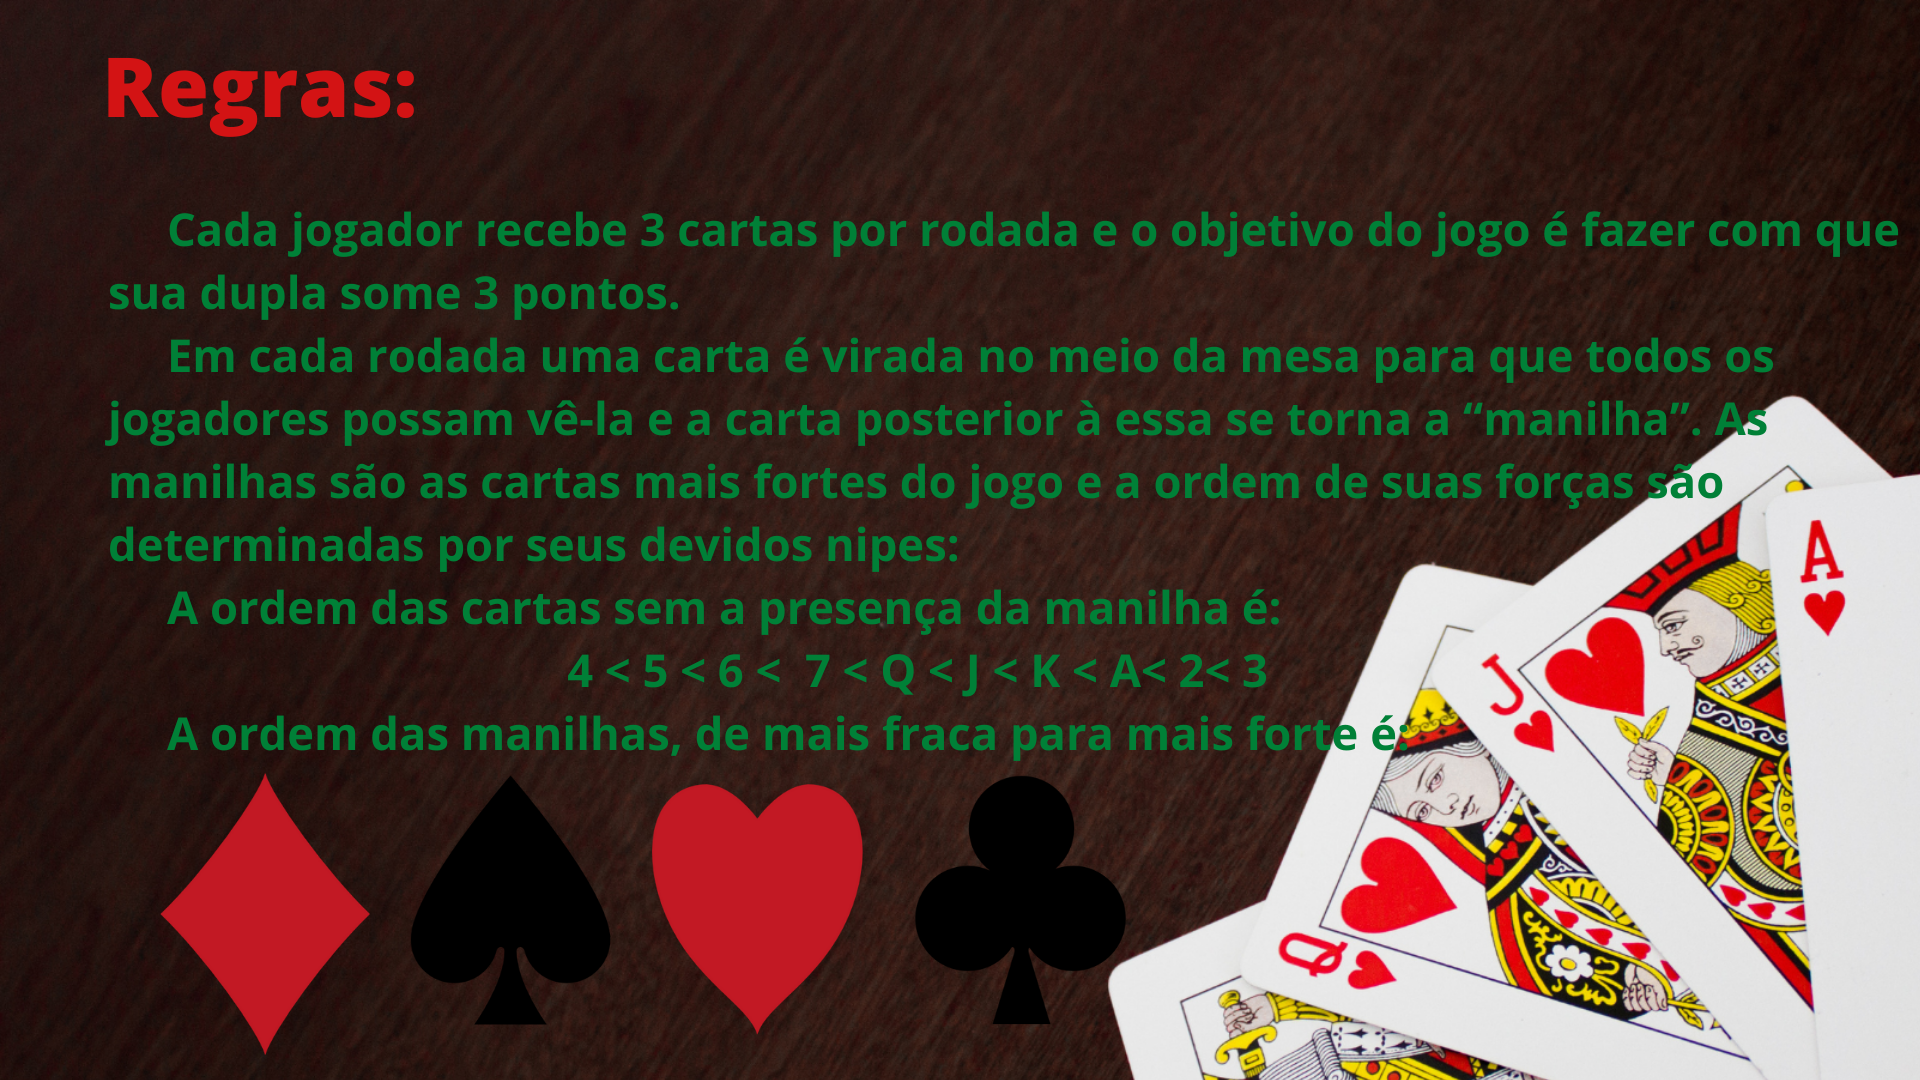 Regras:
Cada jogador recebe 3 cartas por rodada e o objetivo do jogo é fazer com que
sua dupla some 3 pontos.
Em cada rodada uma carta é virada no meio da mesa para que todos os
jogadores possam vê-la e a carta posterior à essa se torna a “manilha”. As
manilhas são as cartas mais fortes do jogo e a ordem de suas forças são
determinadas por seus devidos nipes:
A ordem das cartas sem a presença da manilha é:
4 < 5 < 6 <  7 < Q < J < K < A< 2< 3
A ordem das manilhas, de mais fraca para mais forte é:
A
J
Q